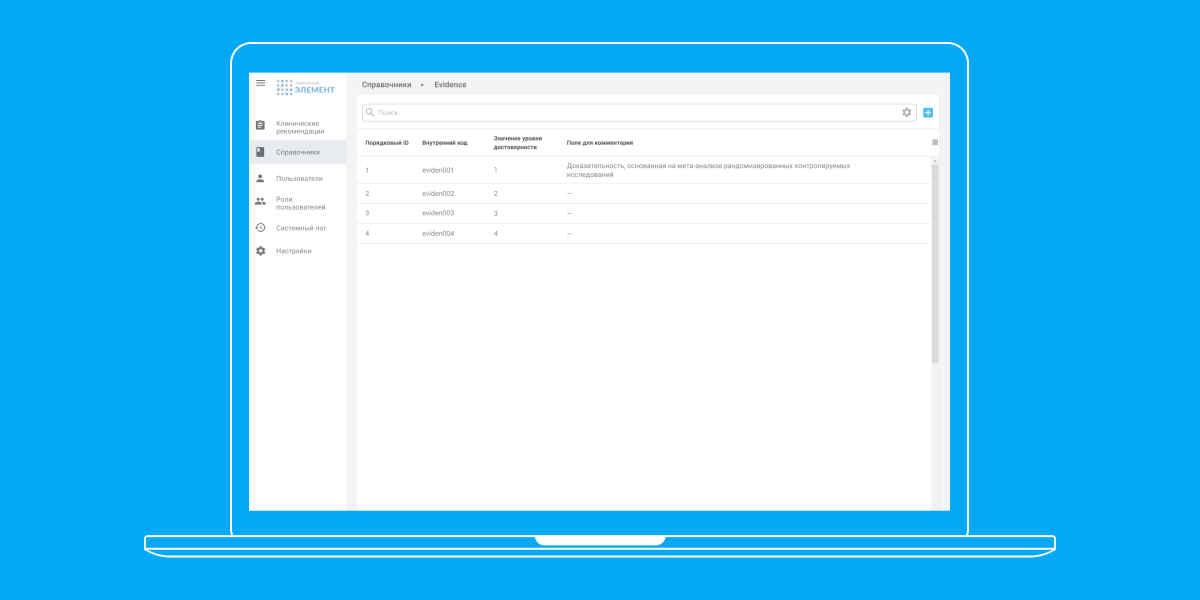 ЭЛЕМЕНТ
Клинические
рекомендации
Справочники
Пользователи
Роли
пользователей
Системный лог
Настройки
Справочники ▸ Evidence
Поиск
Порядковый ID Внутренний код Значение уровня достоверности Поле для комментария
1 eviden001 1 Доказательность, основанная на мета-анализе рандомизированных контролируемых
исследований
2 eviden002 2 —
3 eviden003 3 —
4 eviden004 4 —